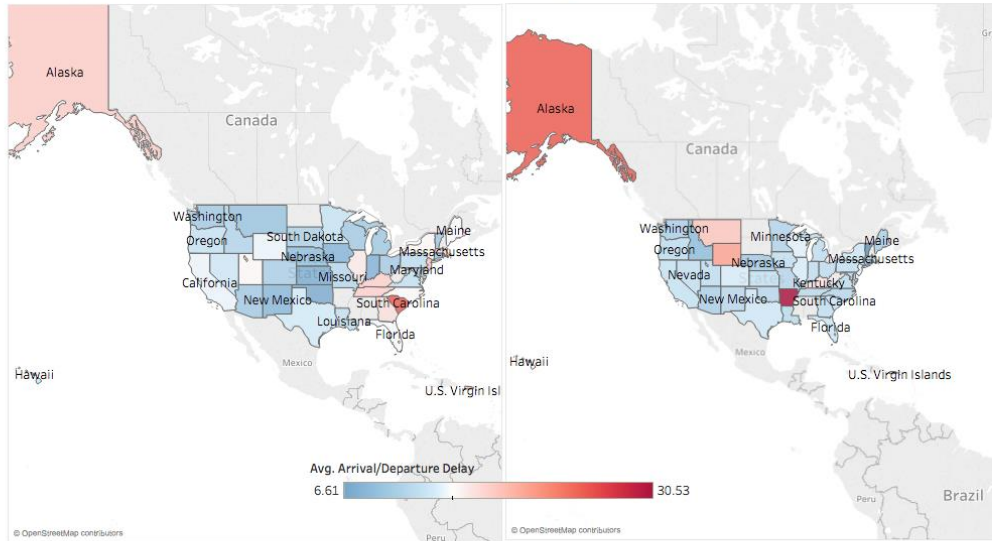 Alaska
Canada
Washington
Oregon
South Dakota
Maine
Massachusetts
Nebraska
Maryland
California
Missouri
New Mexico
South Carolina
Louisiana
Florida
Mexico
Hawaii
U.S. Virgin Isl
Peru
© OpenStreetMap contributors
Alaska
Canada
Washington
Oregon
Minnesota
Maine
Massachusetts
Nebraska
Nevada
Kentucky
New Mexico
South Carolina
Florida
Mexico
Hawaii
U.S. Virgin Islands
Peru
Brazil
© OpenStreetMap contributors
Avg. Arrival/Departure Delay
6.61
30.53